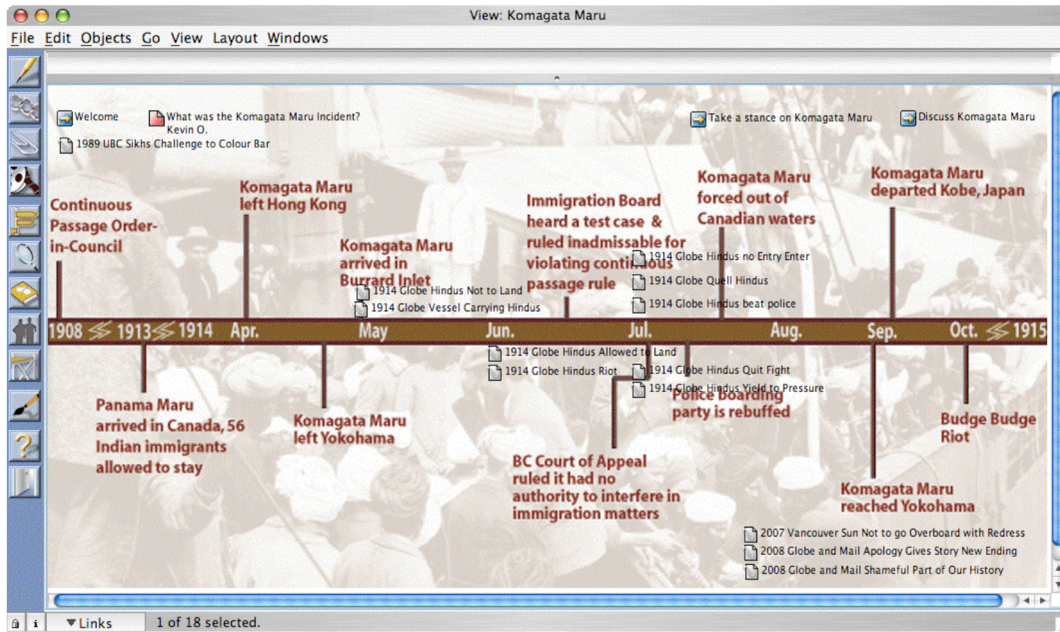 View: Komagata Maru
File Edit Objects Go View Layout Windows
Welcome
What was the Komagata Maru Incident?
Kevin O.
Take a stance on Komagata Maru
Discuss Komagata Maru
1989 UBC Sikhs Challenge to Colour Bar
Continuous
Passage Order-
in-Council
Komagata Maru
left Hong Kong
Komagata Maru
arrived in
Burrard Inlet
1914 Globe Hindus Not to Land
1914 Globe Vessel Carrying Hindus
Immigration Board
heard a test case &
ruled inadmissable for
violating continuous
passage rule
Komagata Maru
forced out of
Canadian waters
1914 Globe Hindus no Entry Enter
1914 Globe Quell Hindus
1914 Globe Hindus beat police
Komagata Maru
departed Kobe, Japan
1908 1913 1914 Apr. May Jun. Jul. Aug. Sep. Oct. 1915
Panama Maru
arrived in Canada, 56
Indian immigrants
allowed to stay
Komagata Maru
left Yokohama
1914 Globe Hindus Allowed to Land
1914 Globe Hindus Riot
1914 Globe Hindus Quit Fight
1914 Globe Hindus Yield to Pressure
Police boarding
party is rebuffed
BC Court of Appeal
ruled it had no
authority to interfere in
immigration matters
Komagata Maru
reached Yokohama
Budge Budge
Riot
2007 Vancouver Sun Not to go Overboard with Redress
2008 Globe and Mail Apology Gives Story New Ending
2008 Globe and Mail Shameful Part of Our History
Links
1 of 18 selected.